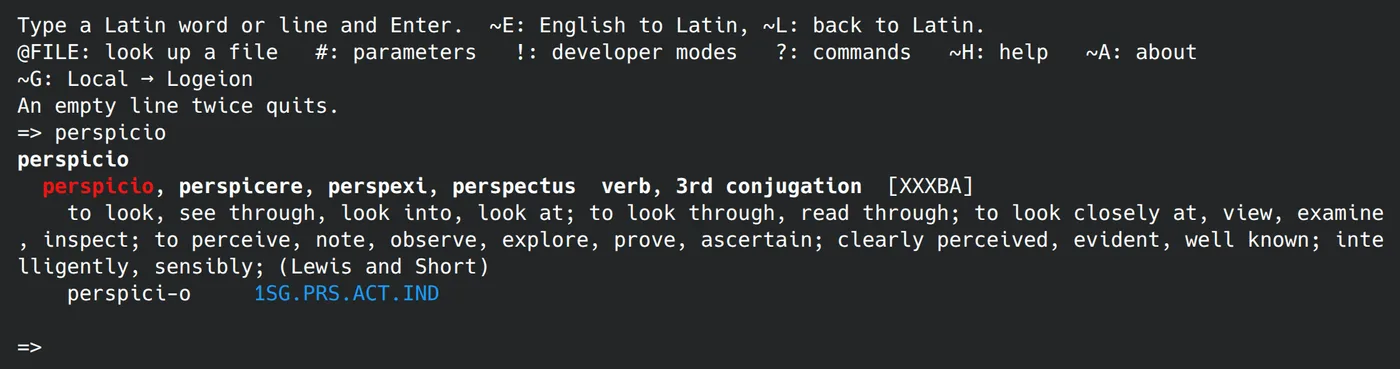 Type a Latin word or line and Enter.  ~E: English to Latin, ~L: back to Latin.
@FILE: look up a file   #: parameters   !: developer modes   ?: commands   ~H: help   ~A: about
~G: Local → Logeion
An empty line twice quits.
=> perspicio
perspicio
  perspicio, perspicere, perspexi, perspectus  verb, 3rd conjugation  [XXXBA]
    to look, see through, look into, look at; to look through, read through; to look closely at, view, examine
, inspect; to perceive, note, observe, explore, prove, ascertain; clearly perceived, evident, well known; inte
lligently, sensibly; (Lewis and Short)
    perspici-o     1SG.PRS.ACT.IND
=>